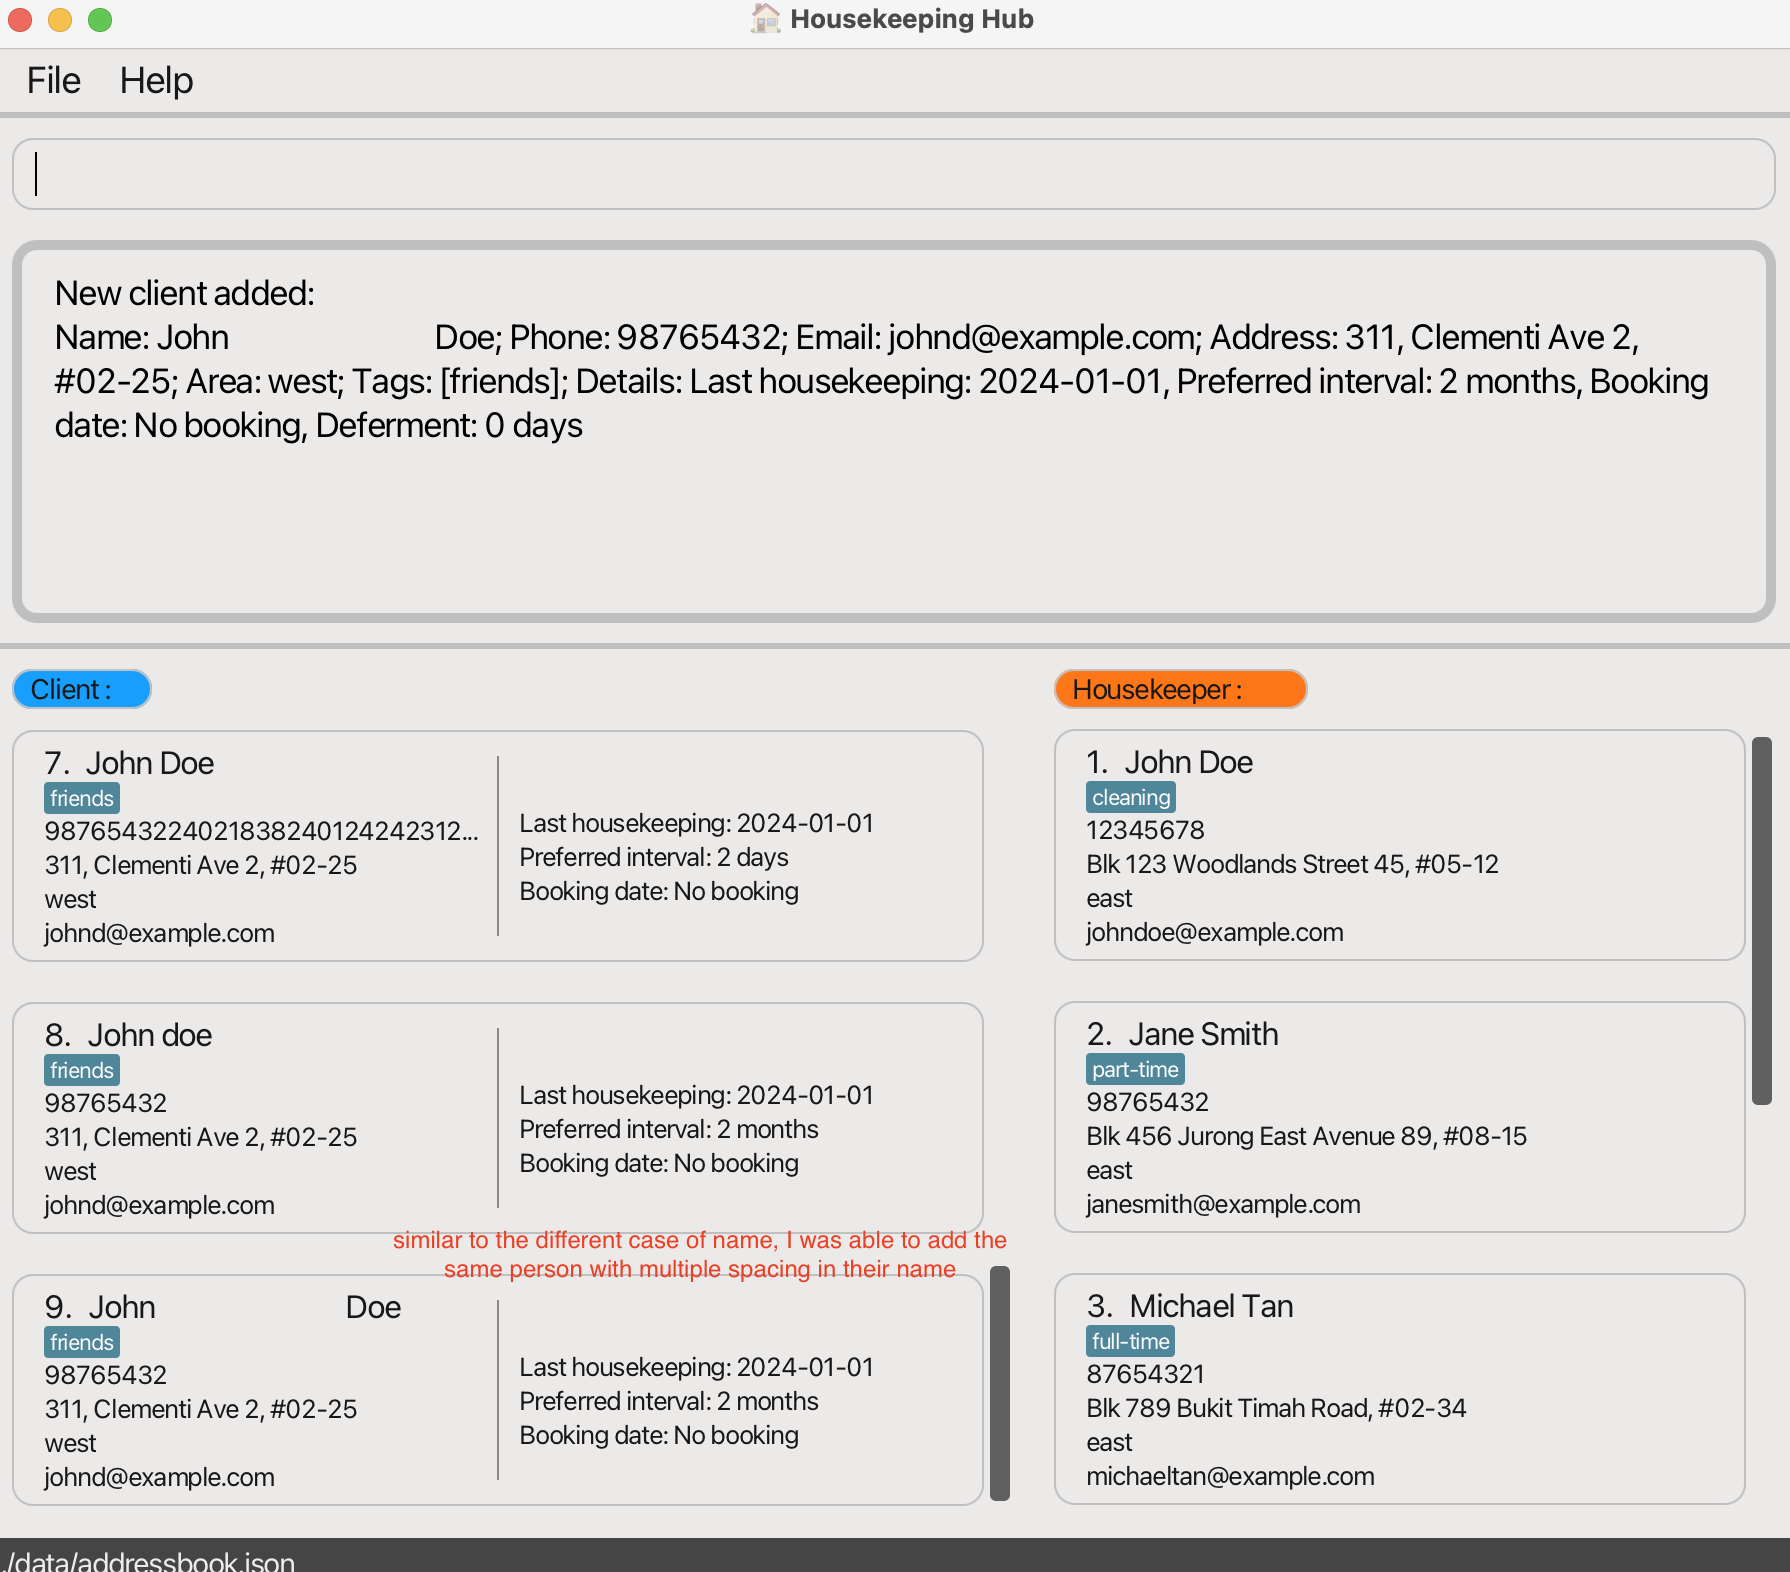 Housekeeping Hub
File Help
New client added:
Name: John                    Doe; Phone: 98765432; Email: johnd@example.com; Address: 311, Clementi Ave 2,
#02-25; Area: west; Tags: [friends]; Details: Last housekeeping: 2024-01-01, Preferred interval: 2 months, Booking
date: No booking, Deferment: 0 days
Client :
7. John Doe
friends
9876543224021838240124242312...
311, Clementi Ave 2, #02-25
west
johnd@example.com
Last housekeeping: 2024-01-01
Preferred interval: 2 days
Booking date: No booking
8. John doe
friends
98765432
311, Clementi Ave 2, #02-25
west
johnd@example.com
Last housekeeping: 2024-01-01
Preferred interval: 2 months
Booking date: No booking
similar to the different case of name, I was able to add the
same person with multiple spacing in their name
9. John                    Doe
friends
98765432
311, Clementi Ave 2, #02-25
west
johnd@example.com
Last housekeeping: 2024-01-01
Preferred interval: 2 months
Booking date: No booking
Housekeeper :
1. John Doe
cleaning
12345678
Blk 123 Woodlands Street 45, #05-12
east
johndoe@example.com
2. Jane Smith
part-time
98765432
Blk 456 Jurong East Avenue 89, #08-15
east
janesmith@example.com
3. Michael Tan
full-time
87654321
Blk 789 Bukit Timah Road, #02-34
east
michaeltan@example.com
./data/addressbook.json